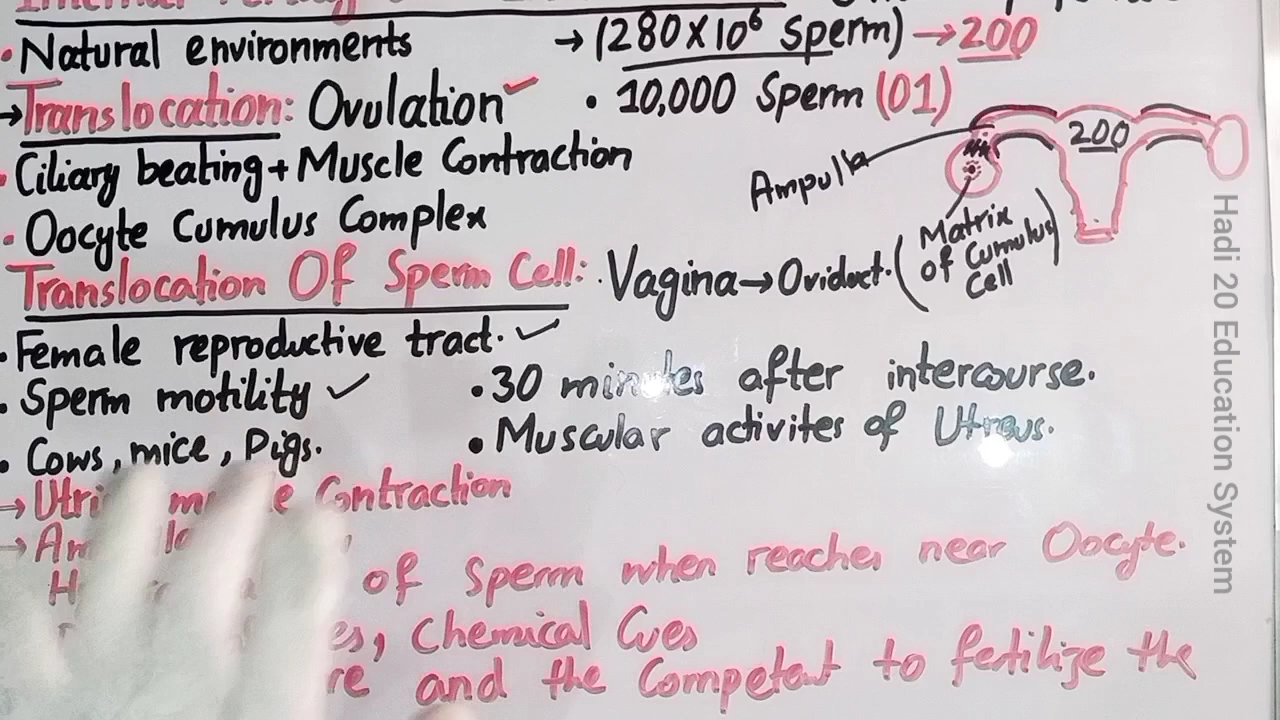 • Natural environments → (280×10⁶ Sperm) → 200
→ Translocation: Ovulation ✓ • 10,000 Sperm (01)
• Ciliary beating + Muscle Contraction
• Oocyte Cumulus Complex
Ampulla
200
(Matrix
of Cumulus
Cell)
Translocation Of Sperm Cell: • Vagina → Oviduct.
• Female reproductive tract. ✓
• Sperm motility ✓ • 30 minutes after intercourse.
• Cows, mice, Pigs. • Muscular activites of Utreus.
→ Contraction
of Sperm when reaches near Oocyte.
Chemical Cues
and the Competent to fertilize the
Hadi 20 Education System